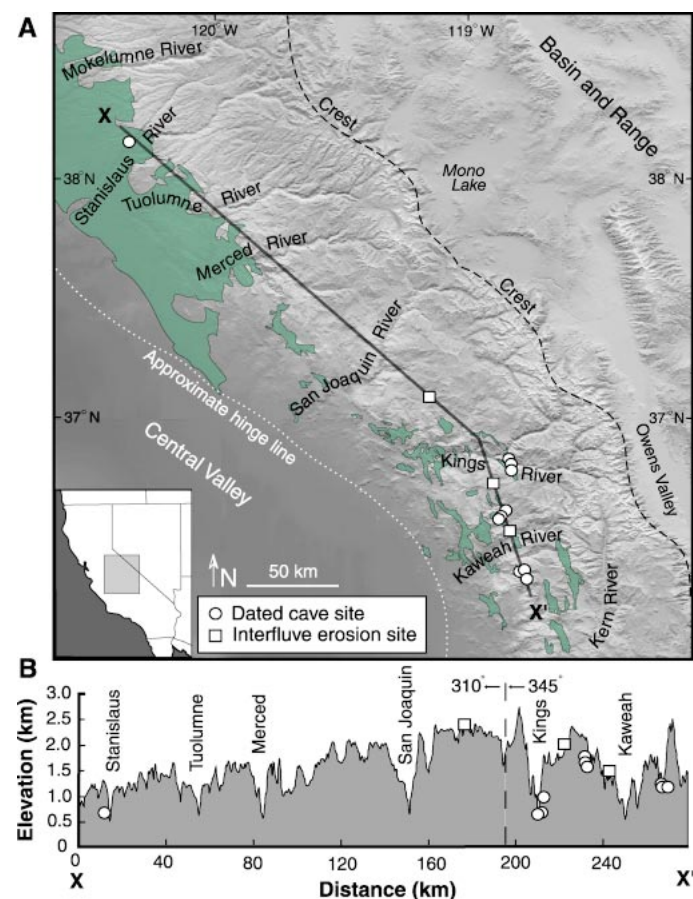 A
120° W
119° W
Mokelumne River
Basin and Range
X
Crest
Stanislaus River
Mono
Lake
38° N
38° N
Tuolumne River
Merced River
Crest
San Joaquin River
Approximate hinge line
37° N
37° N
Central Valley
Owens Valley
Kings River
Kaweah River
Kern River
N
50 km
X'
Dated cave site
Interfluve erosion site
B
310° 345°
Stanislaus
Tuolumne
Merced
San Joaquin
Kings
Kaweah
Elevation (km)
3.0
2.5
2.0
1.5
1.0
0.5
0
0 40 80 120 160 200 240
X X'
Distance (km)